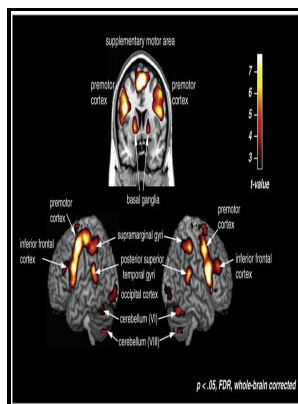 supplementary motor area
premotor
cortex
premotor
cortex
7
6
5
4
3
t-value
basal ganglia
premotor
cortex
premotor
cortex
supramarginal gyri
inferior frontal
cortex
posterior superior
temporal gyri
inferior frontal
cortex
occipital cortex
cerebellum (VI)
cerebellum (VIII)
p < .05, FDR, whole-brain corrected